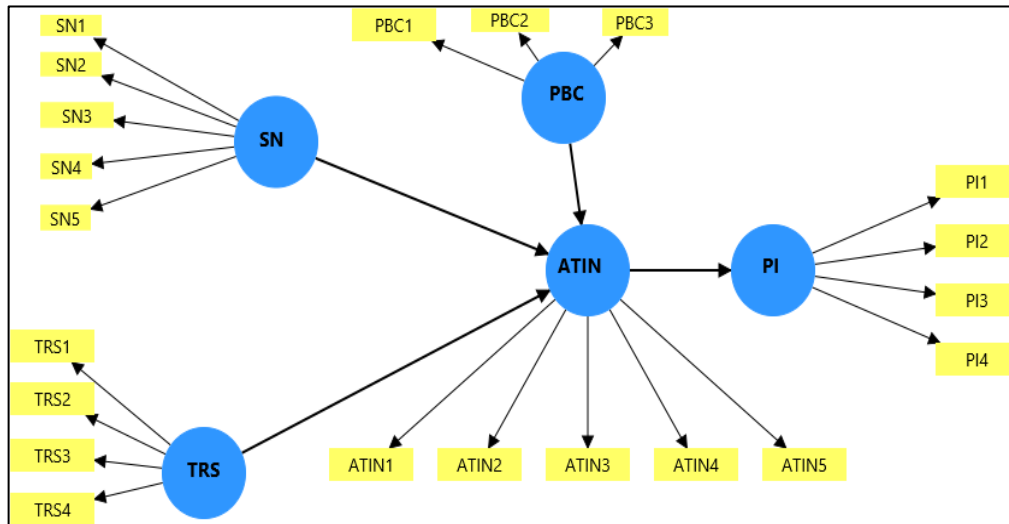 SN1
SN2
SN3
SN4
SN5
SN
PBC1
PBC2
PBC3
PBC
PI1
PI2
PI3
PI4
PI
ATIN
TRS1
TRS2
TRS3
TRS4
TRS
ATIN1
ATIN2
ATIN3
ATIN4
ATIN5